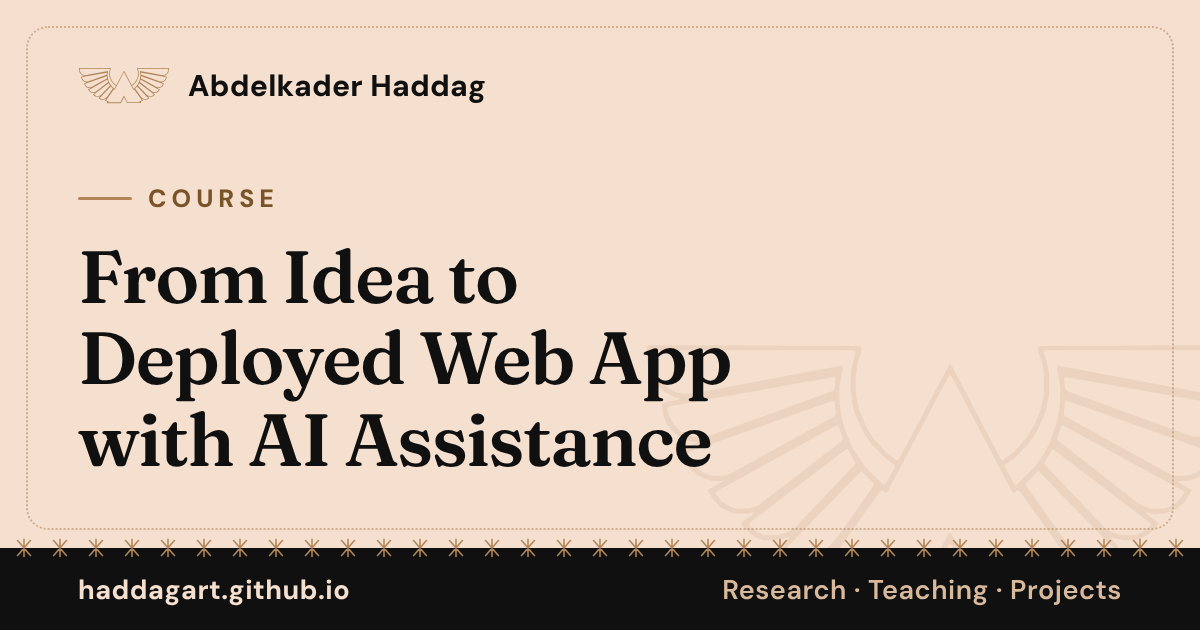 Abdelkader Haddag
COURSE
From Idea to
Deployed Web App
with AI Assistance
haddagart.github.io
Research · Teaching · Projects